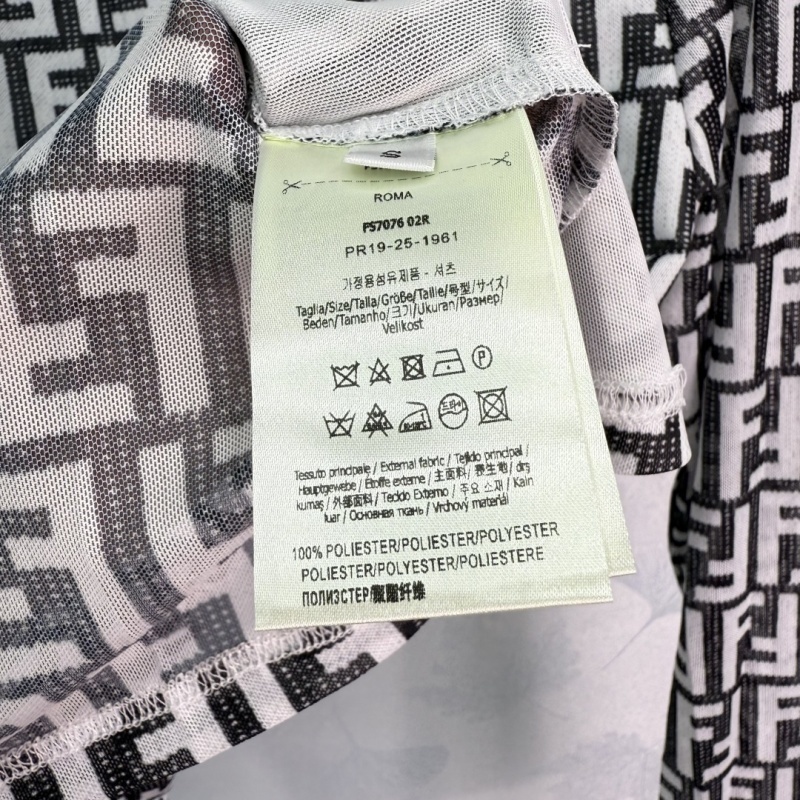 S
ROMA
FS7076 02R
PR19-25-1961
가정용섬유제품 - 셔츠
Taglia/Size/Talla/Größe/Taille/号型/サイズ/
Beden/Tamanho/크기/Ukuran/Размер/
Velikost
P
드라이
Tessuto principale / External fabric / Tejido principal /
Hauptgewebe / Étoffe externe / 主面料 / 表生地 / dış
kumaş / 外部面料 / Tecido Externo / 주요 소재 / Kain
luar / Основная ткань / Vrchový materiál
100% POLIESTER/POLIESTER/POLYESTER
POLIESTER/POLYESTER/POLIESTERE
ПОЛИЭСТЕР/聚酯纤维